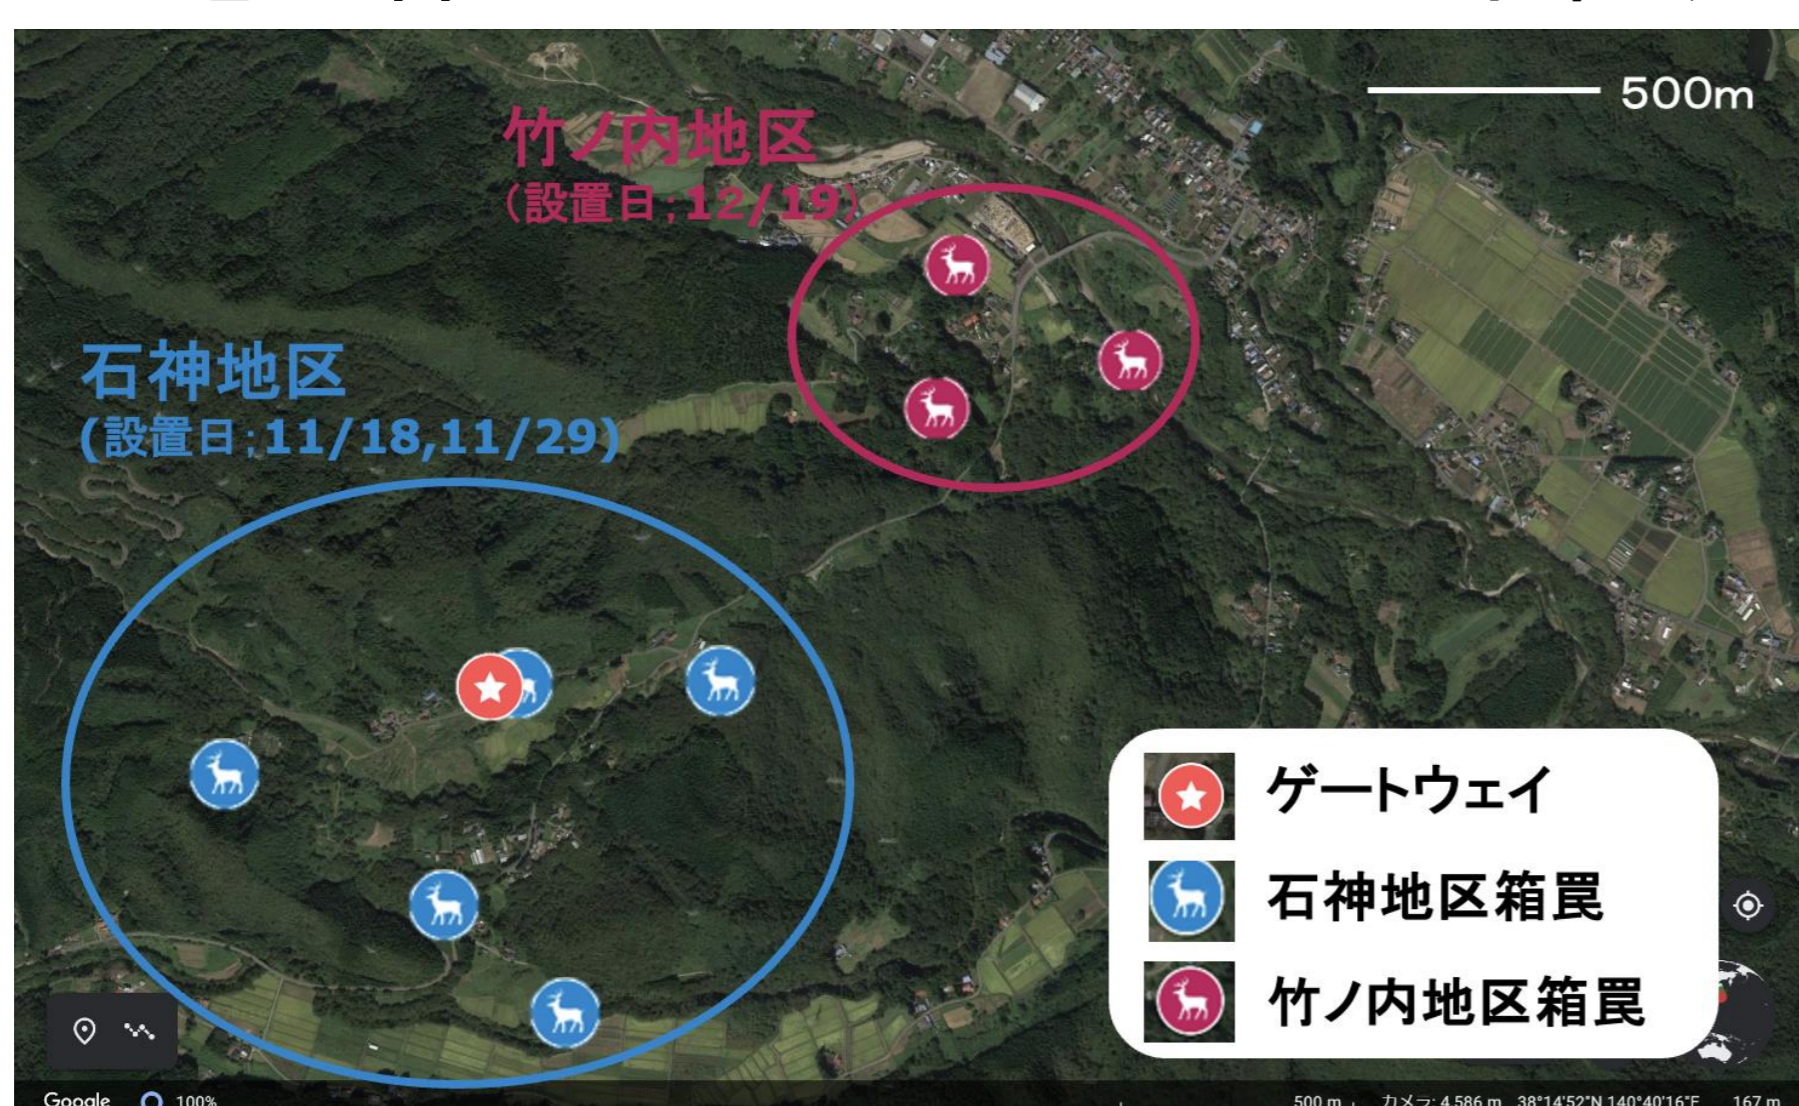 500m
竹ノ内地区
(設置日;12/19)
石神地区
(設置日;11/18,11/29)
ゲートウェイ
石神地区箱罠
竹ノ内地区箱罠
Google
100%
500 m
カメラ: 4,586 m
38°14'52"N 140°40'16"E
167 m